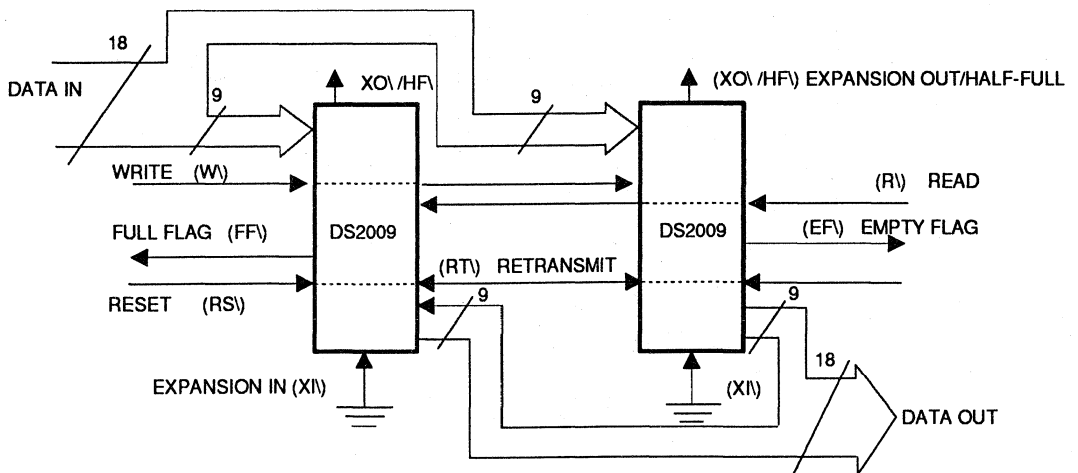 18
DATA IN
9
XO\ /HF\
9
(XO\ /HF\) EXPANSION OUT/HALF-FULL
WRITE (W\)
(R\) READ
FULL FLAG (FF\)
DS2009
DS2009
(EF\) EMPTY FLAG
(RT\) RETRANSMIT
RESET (RS\)
9
9
EXPANSION IN (XI\)
(XI\)
18
DATA OUT